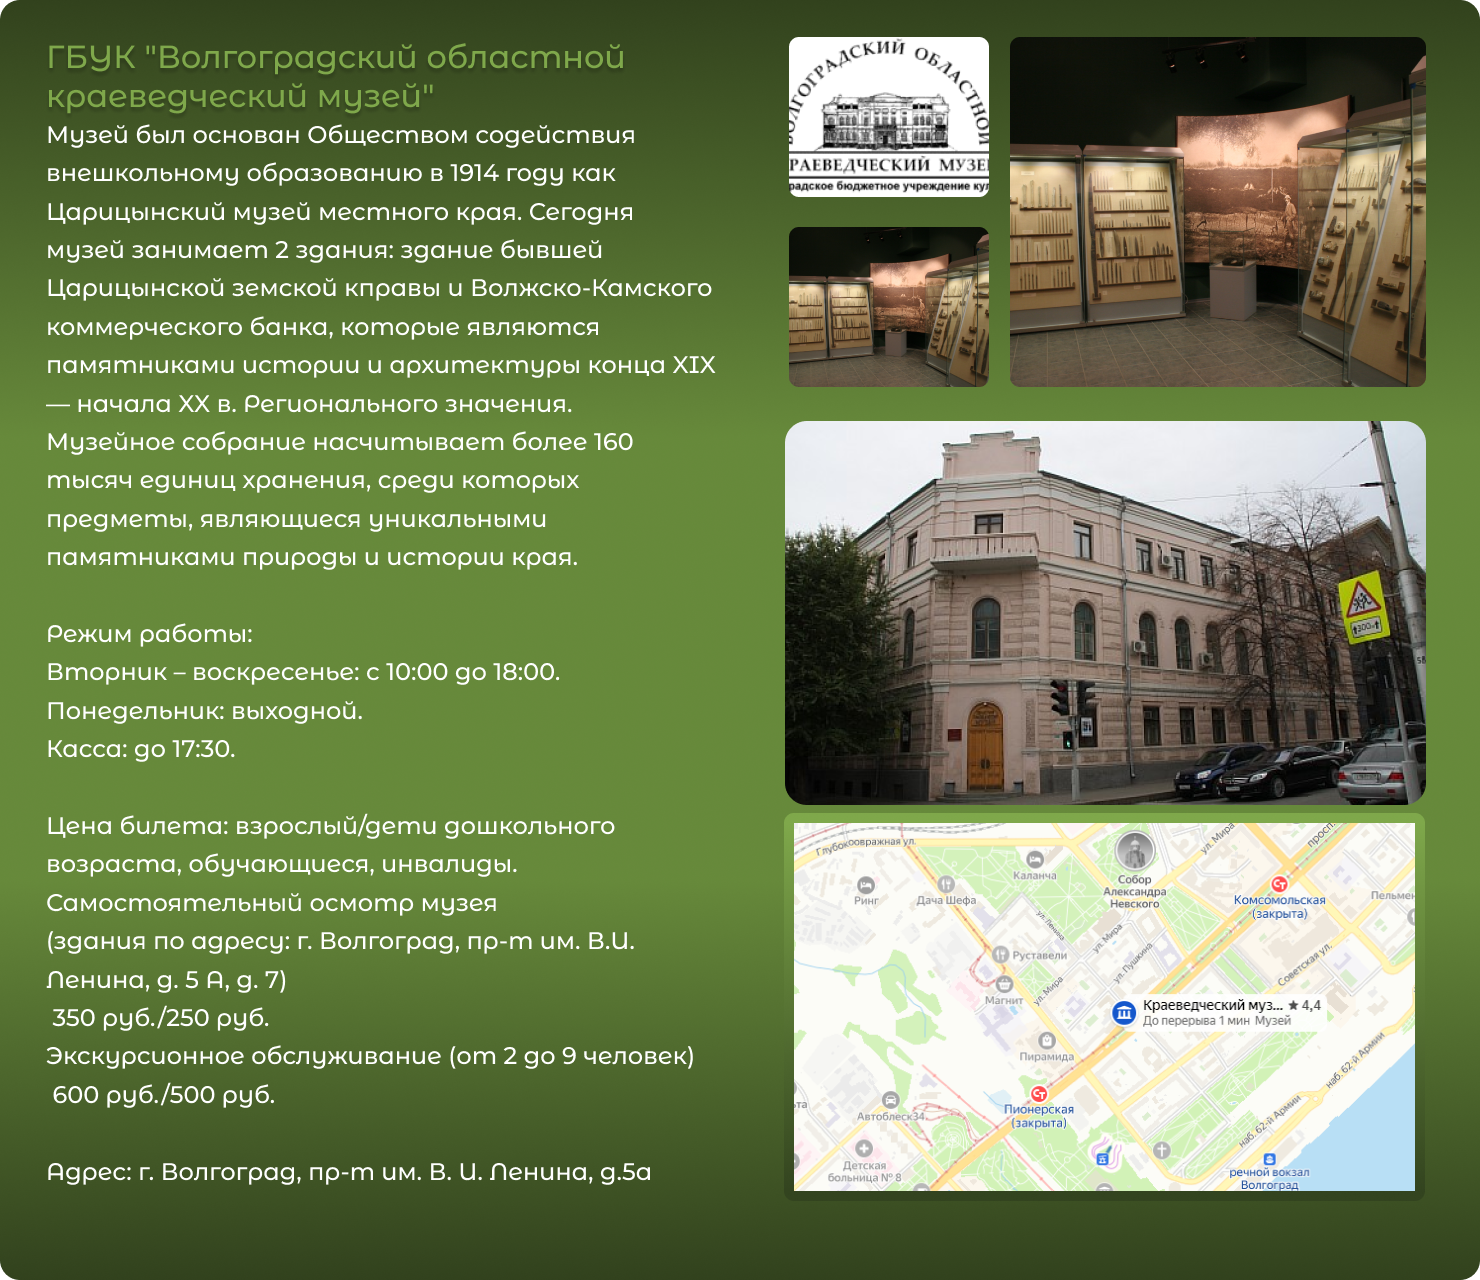 ГБУК "Волгоградский областной
краеведческий музей"
Музей был основан Обществом содействия
внешкольному образованию в 1914 году как
Царицынский музей местного края. Сегодня
музей занимает 2 здания: здание бывшей
Царицынской земской кправы и Волжско-Камского
коммерческого банка, которые являются
памятниками истории и архитектуры конца XIX
— начала XX в. Регионального значения.
Музейное собрание насчитывает более 160
тысяч единиц хранения, среди которых
предметы, являющиеся уникальными
памятниками природы и истории края.
Режим работы:
Вторник – воскресенье: с 10:00 до 18:00.
Понедельник: выходной.
Касса: до 17:30.
Цена билета: взрослый/дети дошкольного
возраста, обучающиеся, инвалиды.
Самостоятельный осмотр музея
(здания по адресу: г. Волгоград, пр-т им. В.И.
Ленина, д. 5 А, д. 7)
350 руб./250 руб.
Экскурсионное обслуживание (от 2 до 9 человек)
600 руб./500 руб.
Адрес: г. Волгоград, пр-т им. В. И. Ленина, д.5а
ВОЛГОГРАДСКИЙ ОБЛАСТНОЙ
РАЕВЕДЧЕСКИЙ МУЗЕ
радское бюджетное учреждение кул
300м
Глубокоовражная ул.
ул. Мира
просп.
Каланча
Собор
Александра
Невского
Ринг
Дача Шефа
Комсомольская
(закрыта)
Пельмен
ул. Ленина
ул. Мира
Руставели
ул. Пушкина
Советская ул.
ул. Мира
Магнит
Краеведческий муз... ★ 4,4
До перерыва 1 мин Музей
Пирамида
наб. 62-й Армии
Пионерская
(закрыта)
ьта
Автоблеск34
наб. 62-й Армии
Детская
больница № 8
речной вокзал
Волгоград